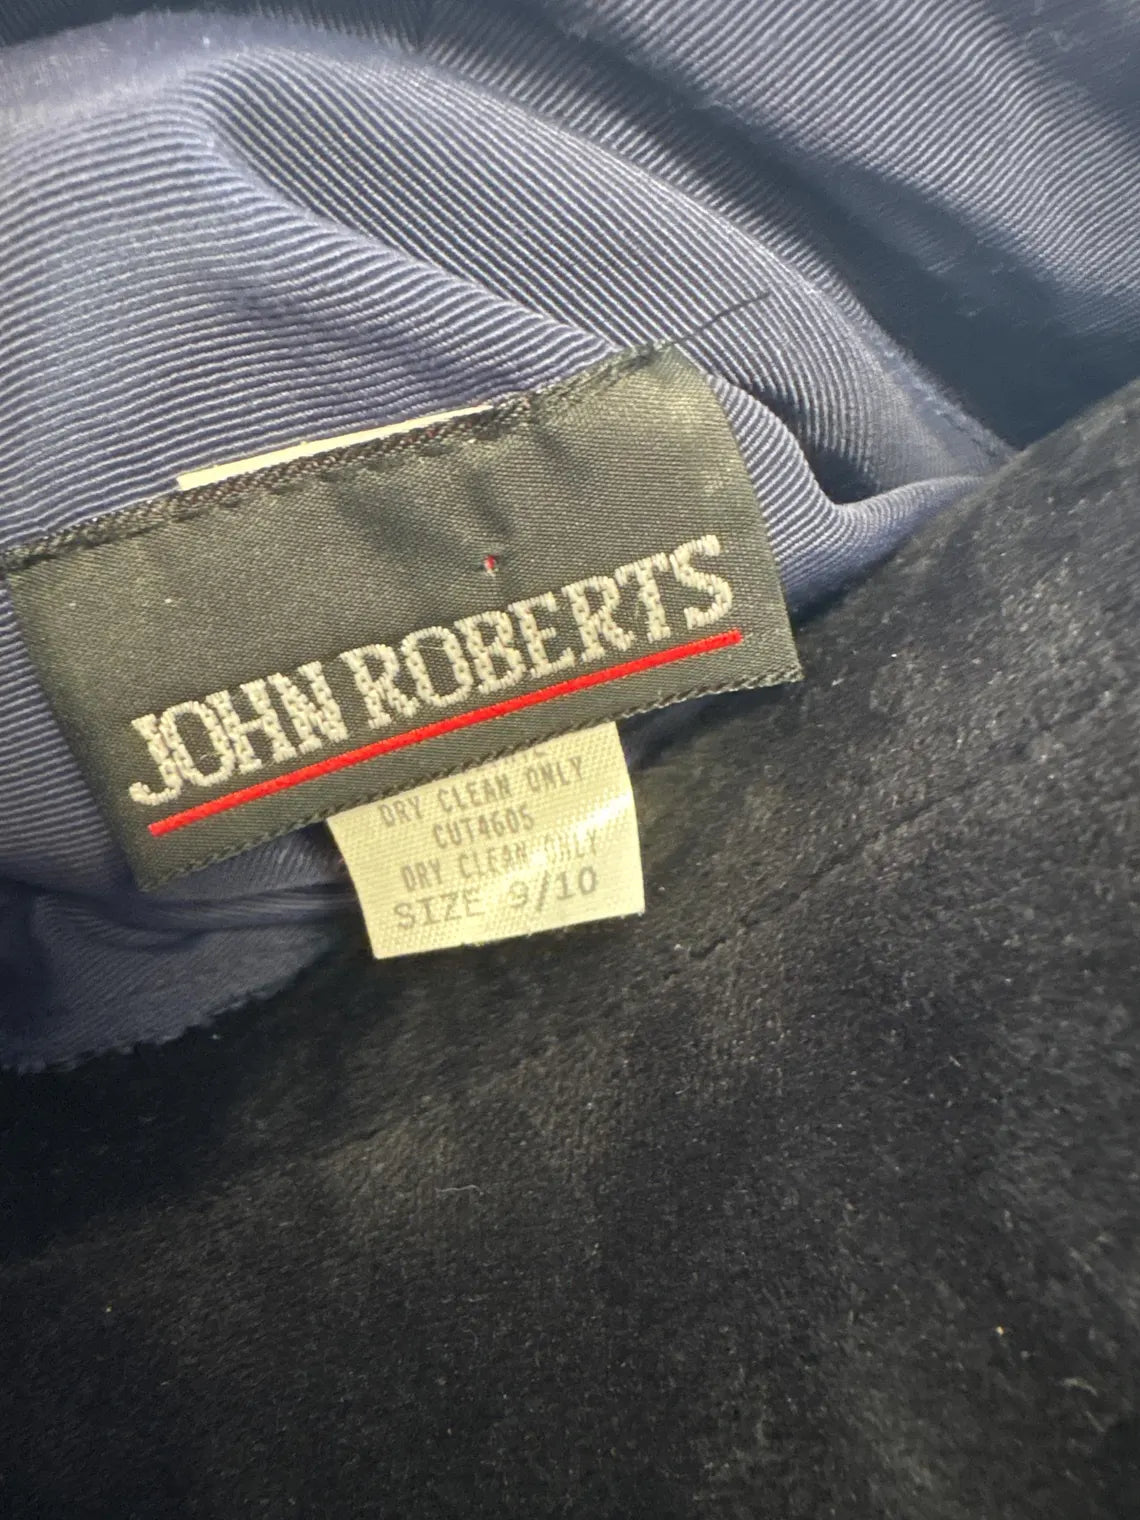 JOHN ROBERTS
DRY CLEAN ONLY
CUT4605
DRY CLEAN ONLY
SIZE 9/10